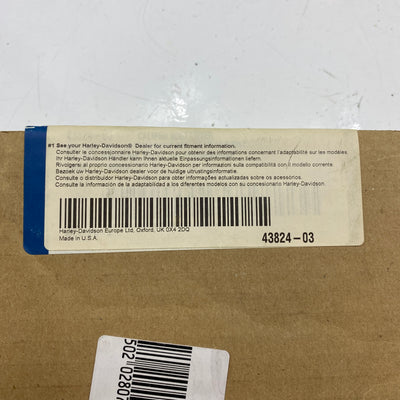 #1 See your Harley-Davidson® Dealer for current fitment information.
Consulter le concessionnaire Harley-Davidson pour obtenir des informations concernant l'adaptabilité sur les modèles.
Ihr Harley-Davidson Händler kann Ihnen aktuelle Einpassungsinformationen liefern.
Rivolgersi al proprio concessionario Harley-Davidson per informazioni sulla compatibilità con il modello corrente.
Bezoek uw Harley-Davidson dealer voor de huidige uitrustingsinformatie.
Consulte o distribuidor Harley-Davidson para obter informações actualizadas sobre os acessórios.
Consulte la información de la adaptabilidad a los diferentes modelos con su concesionario Harley-Davidson.
Harley-Davidson Europe Ltd, Oxford, UK 0X4 2DQ
Made in U.S.A.
43824-03
502 0280